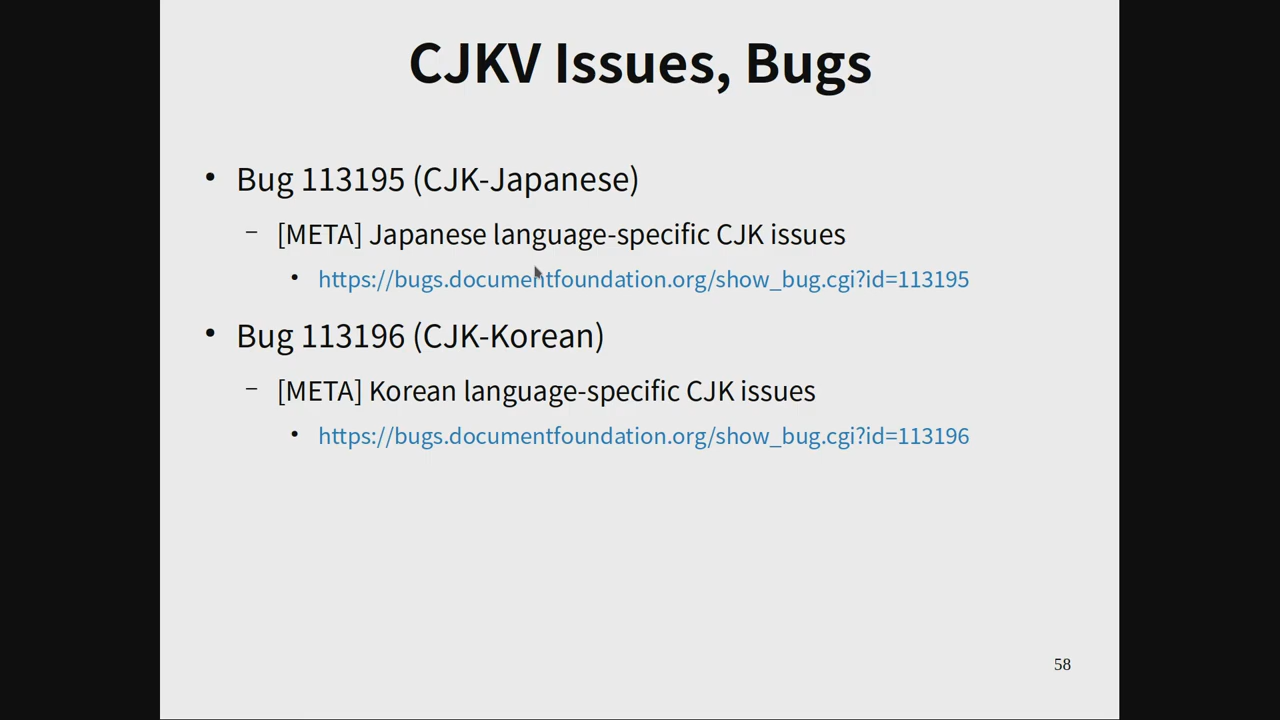 CJKV Issues, Bugs
• Bug 113195 (CJK-Japanese)
– [META] Japanese language-specific CJK issues
• https://bugs.documentfoundation.org/show_bug.cgi?id=113195
• Bug 113196 (CJK-Korean)
– [META] Korean language-specific CJK issues
• https://bugs.documentfoundation.org/show_bug.cgi?id=113196
58